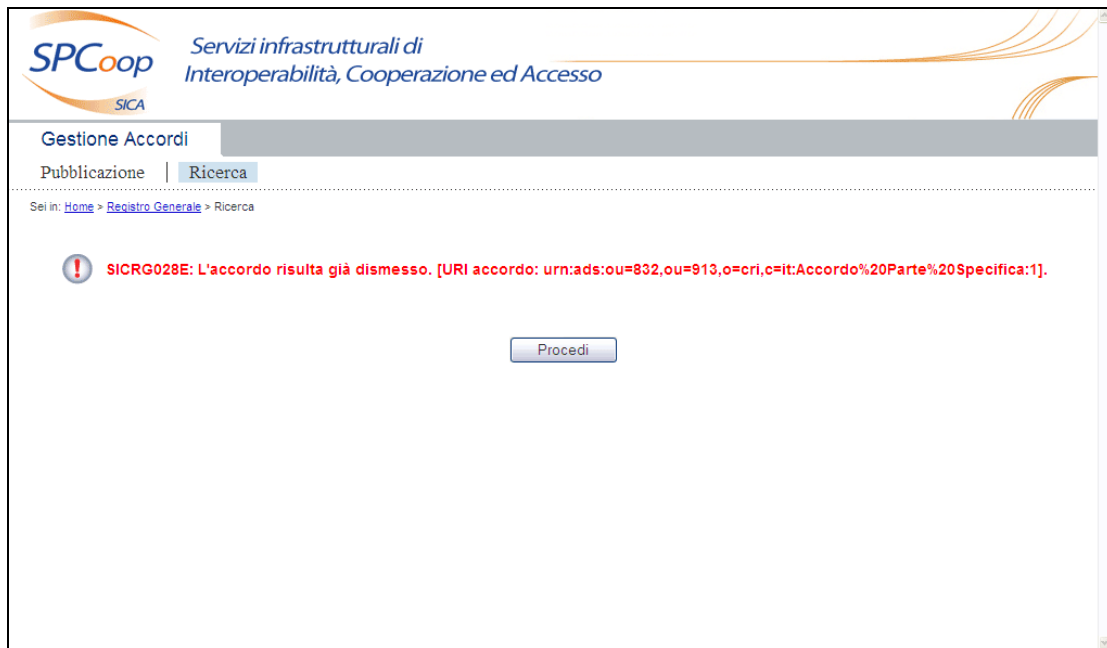 SPCoop
SICA
Servizi infrastrutturali di
Interoperabilità, Cooperazione ed Accesso
Gestione Accordi
Pubblicazione | Ricerca
Sei in: Home > Registro Generale > Ricerca
SICRG028E: L'accordo risulta già dismesso. [URI accordo: urn:ads:ou=832,ou=913,o=cri,c=it:Accordo%20Parte%20Specifica:1].
Procedi